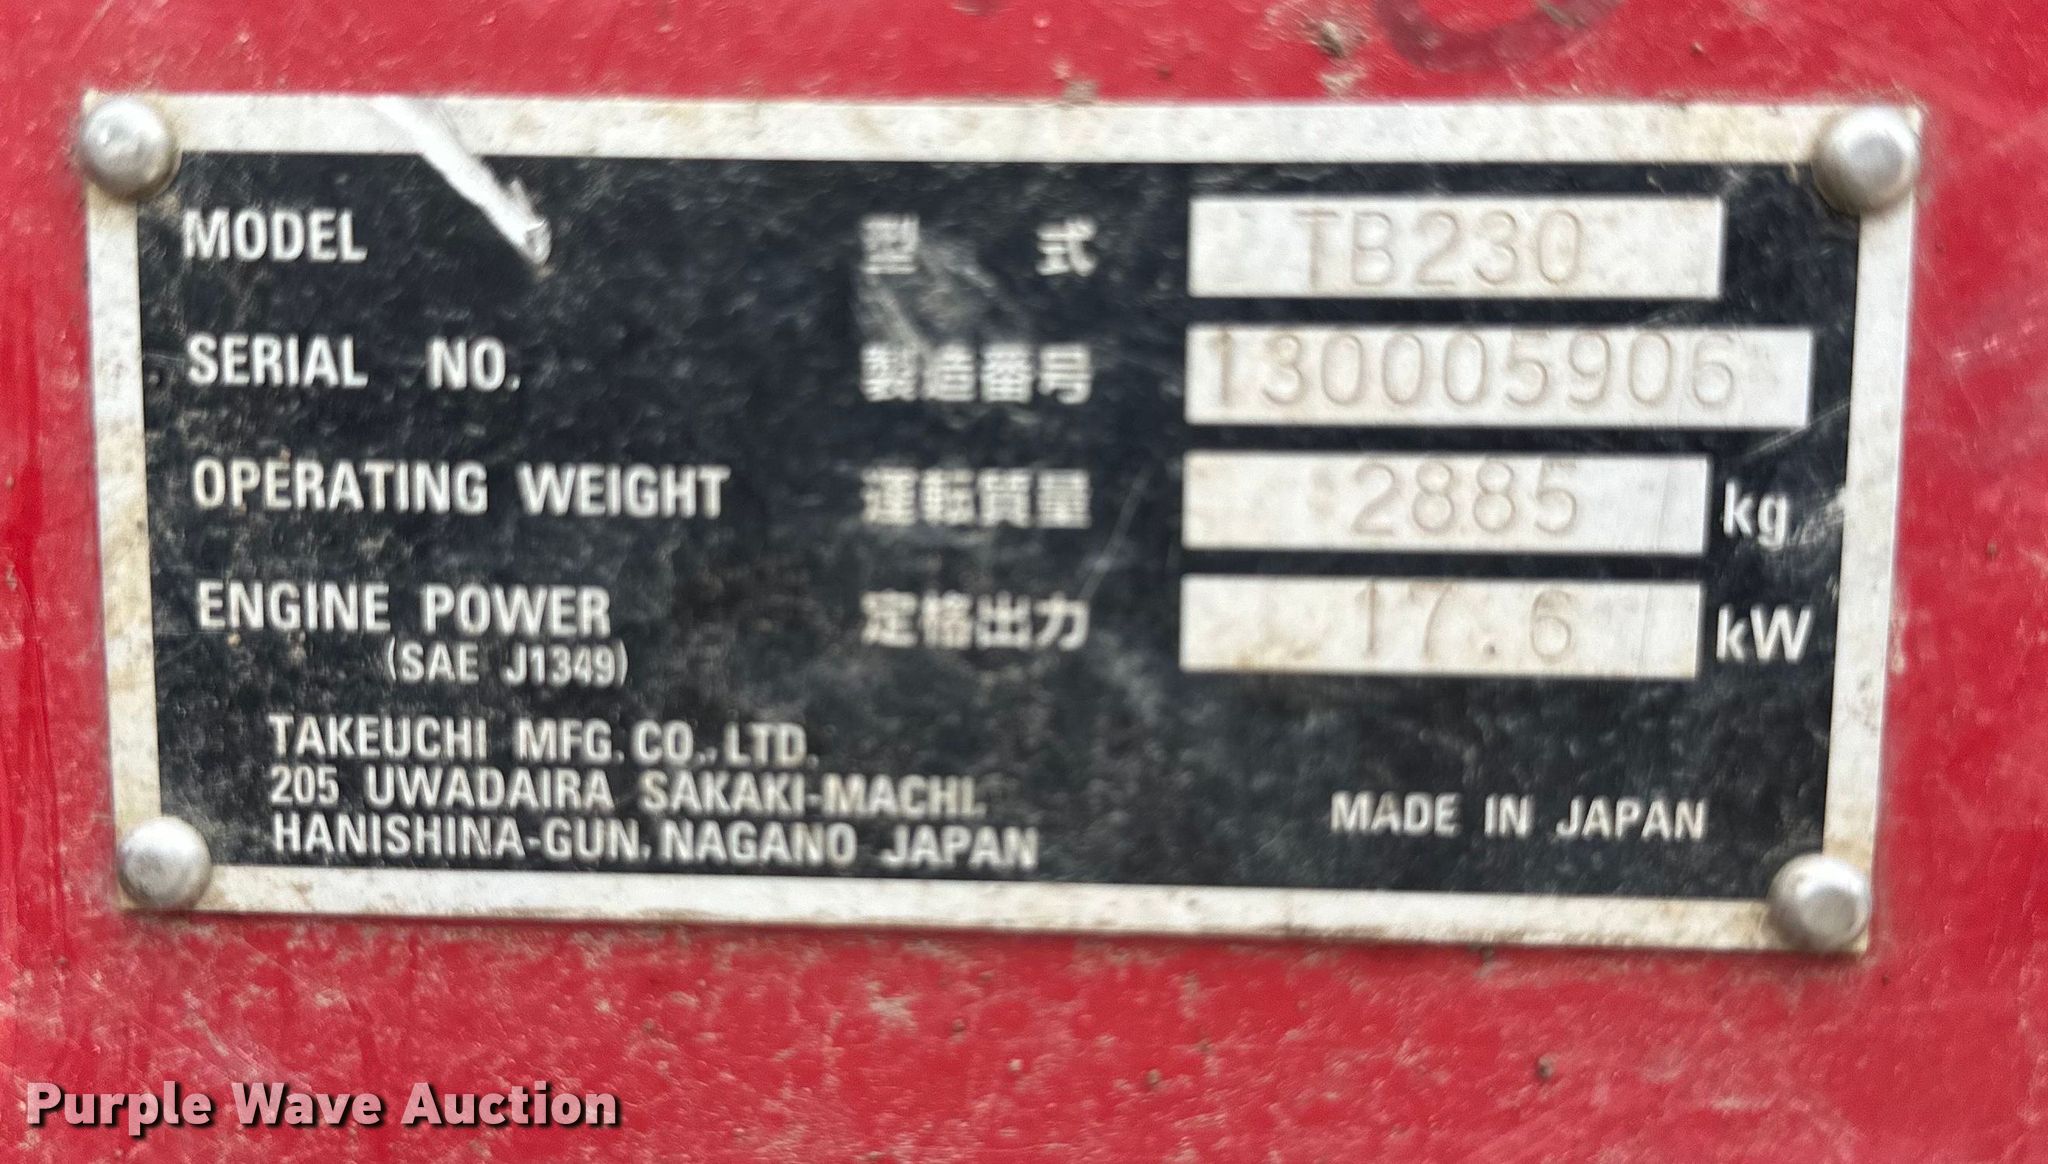 MODEL 型 式 TB230
SERIAL NO. 製造番号 130005906
OPERATING WEIGHT 運転質量 2885 kg
ENGINE POWER 定格出力 17.6 kW
(SAE J1349)
TAKEUCHI MFG. CO., LTD.
205 UWADAIRA SAKAKI-MACHI.
HANISHINA-GUN, NAGANO JAPAN
MADE IN JAPAN
Purple Wave Auction